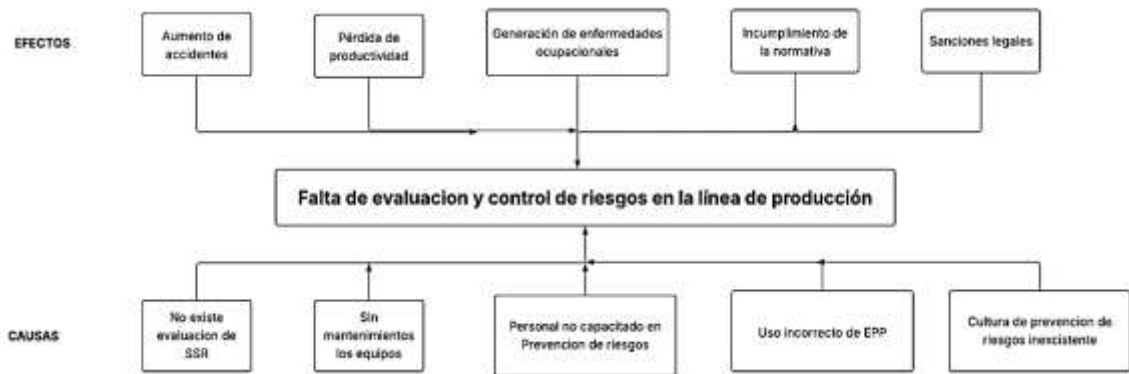 EFECTOS
Aumento de
accidentes
Pérdida de
productividad
Generación de enfermedades
ocupacionales
Incumplimiento de
la normativa
Sanciones legales
Falta de evaluacion y control de riesgos en la línea de producción
CAUSAS
No existe
evaluacion de
SSR
Sin
mantenimientos
los equipos
Personal no capacitado en
Prevencion de riesgos
Uso incorrecto de EPP
Cultura de prevencion de
riesgos inexcistente